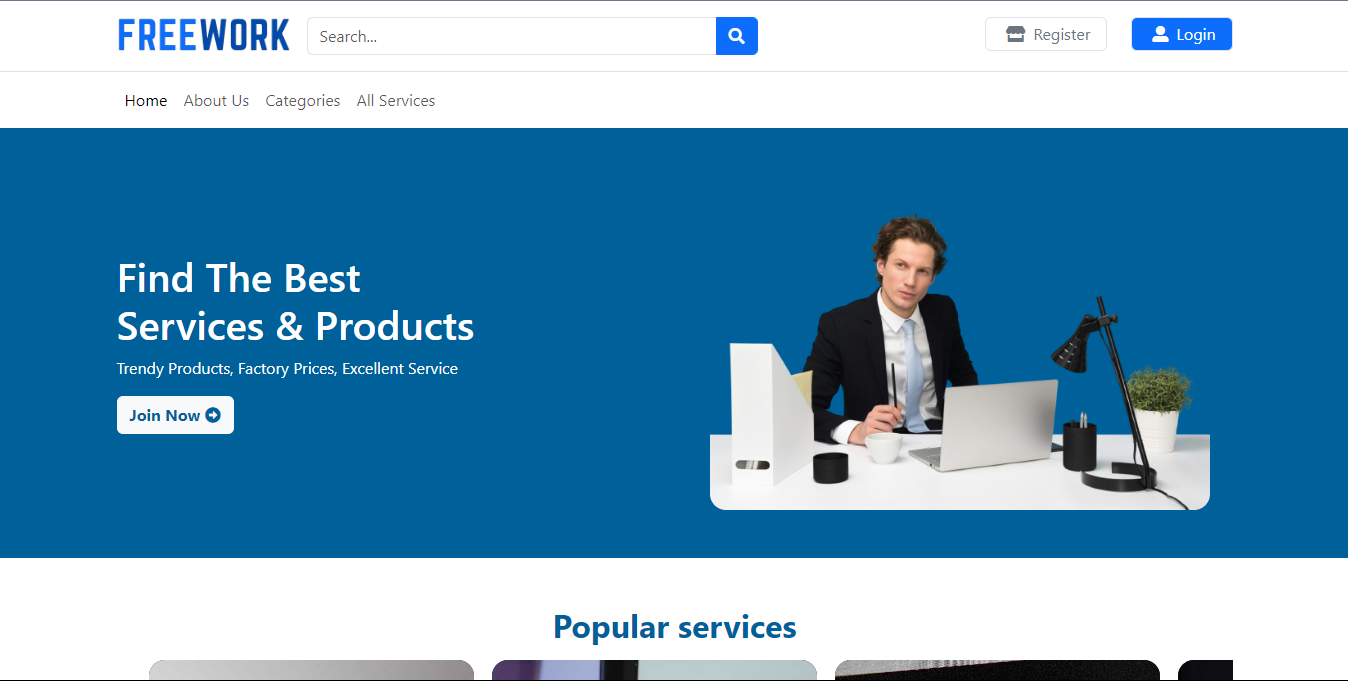 FREEWORK
Search...
Register
Login
Home
About Us
Categories
All Services
Find The Best
Services & Products
Trendy Products, Factory Prices, Excellent Service
Join Now
Popular services